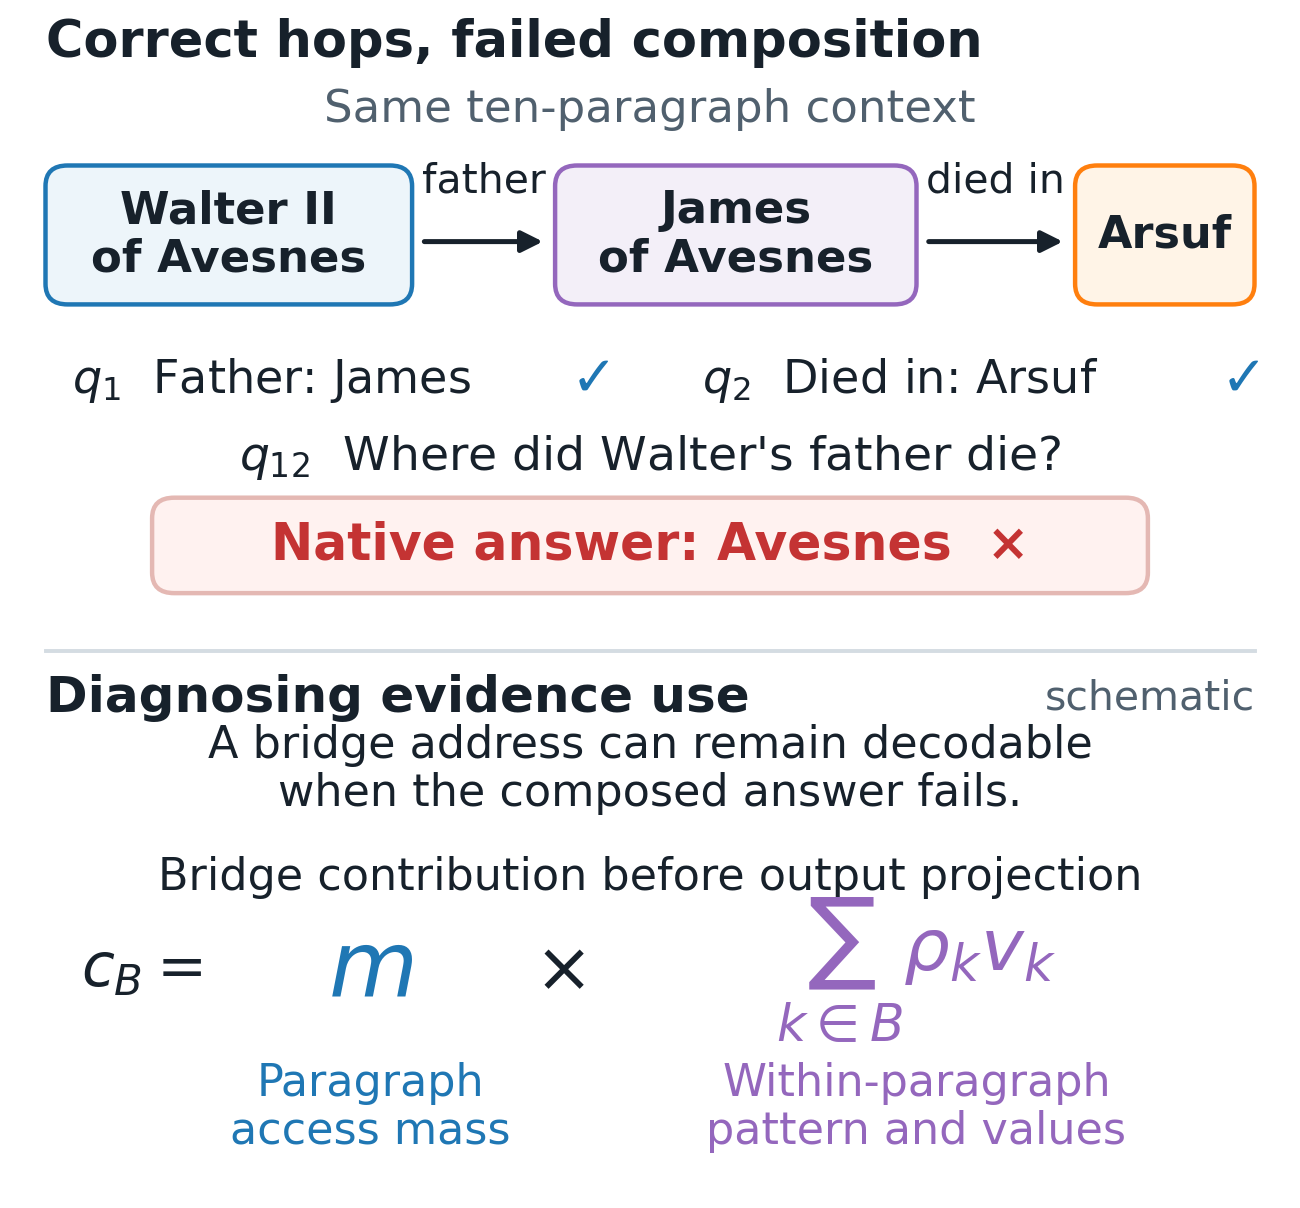 Correct hops, failed composition
Same ten-paragraph context
Walter II
of Avesnes
father
James
of Avesnes
died in
Arsuf
q₁ Father: James ✓
q₂ Died in: Arsuf ✓
q₁₂ Where did Walter's father die?
Native answer: Avesnes ×
Diagnosing evidence use
schematic
A bridge address can remain decodable
when the composed answer fails.
Bridge contribution before output projection
c_B = m × ∑_{k∈B} ρ_k v_k
Paragraph
access mass
Within-paragraph
pattern and values